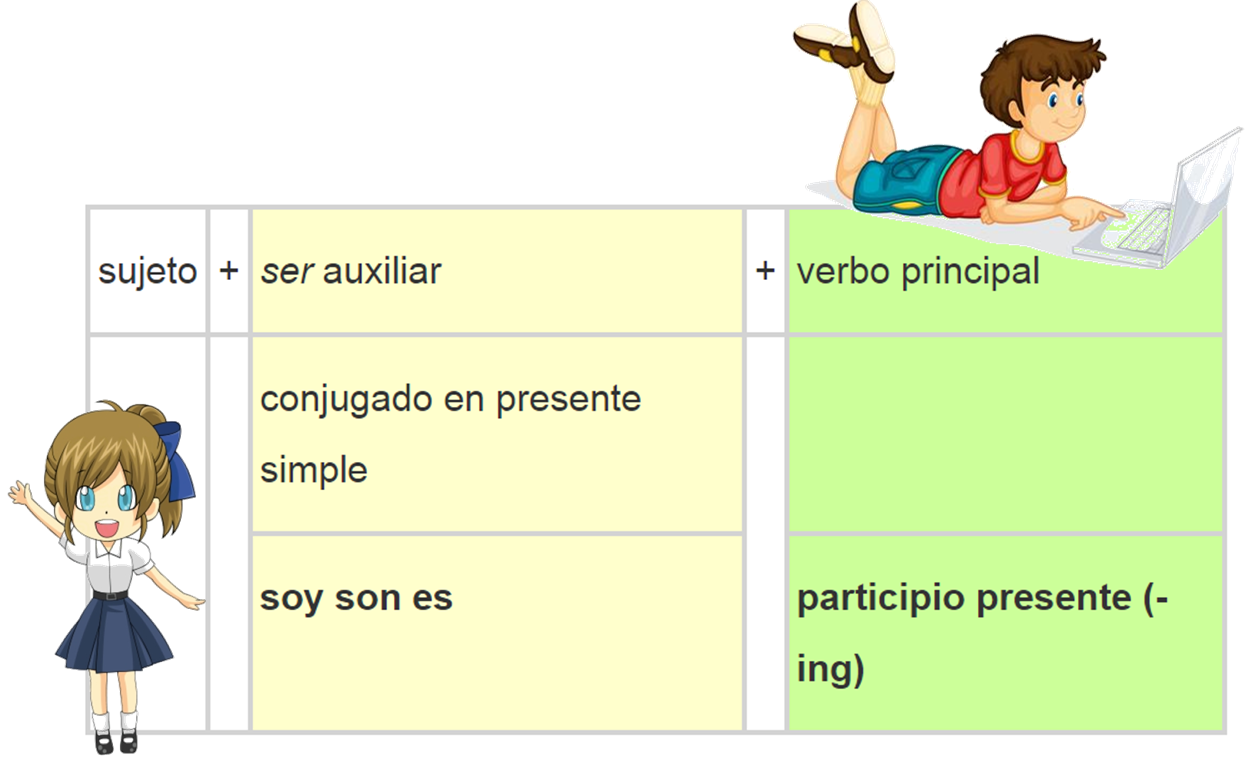 sujeto + ser auxiliar + verbo principal
conjugado en presente
simple
soy son es
participio presente (-
ing)